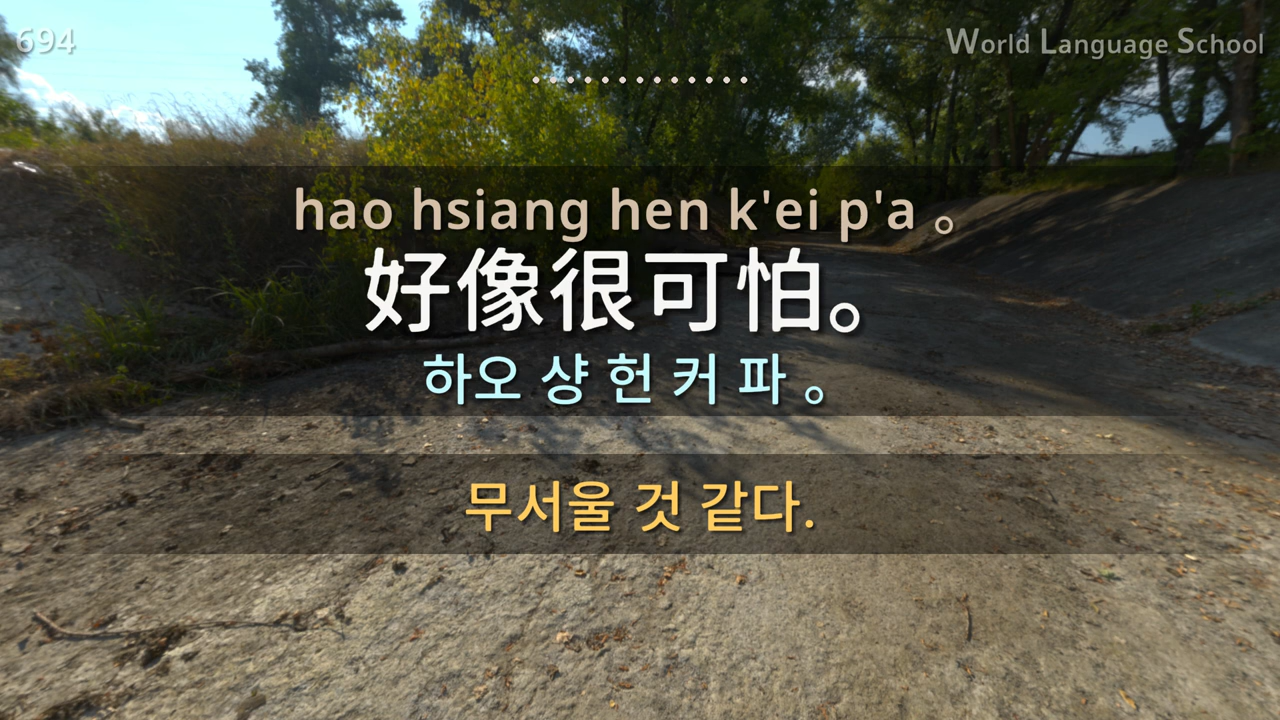 694
World Language School
.............
hao hsiang hen k'ei p'a 。
好像很可怕。
하오 샹 헌 커 파 。
무서울 것 같다.